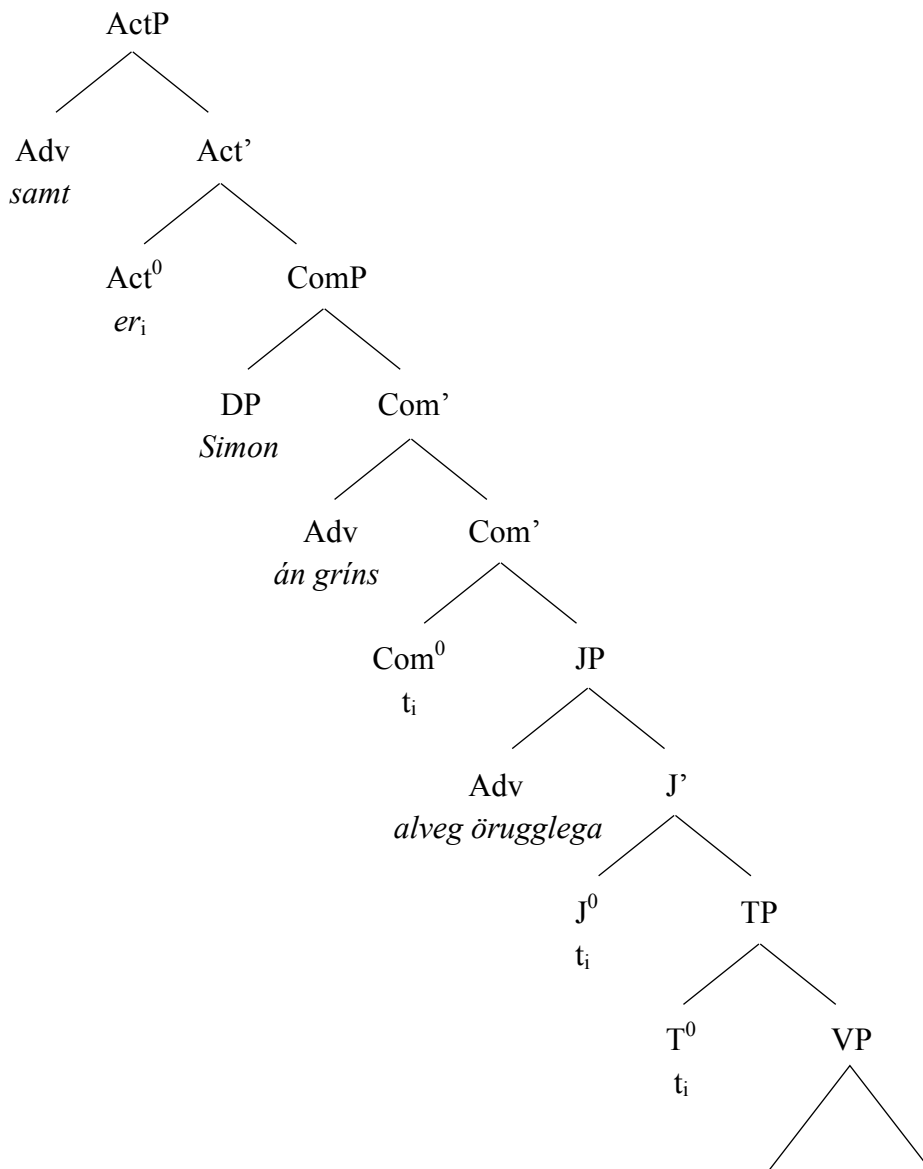 ActP
Adv Act’
samt
Act⁰ ComP
erᵢ
DP Com’
Simon
Adv Com’
án gríns
Com⁰ JP
tᵢ
Adv J’
alveg örugglega
J⁰ TP
tᵢ
T⁰ VP
tᵢ